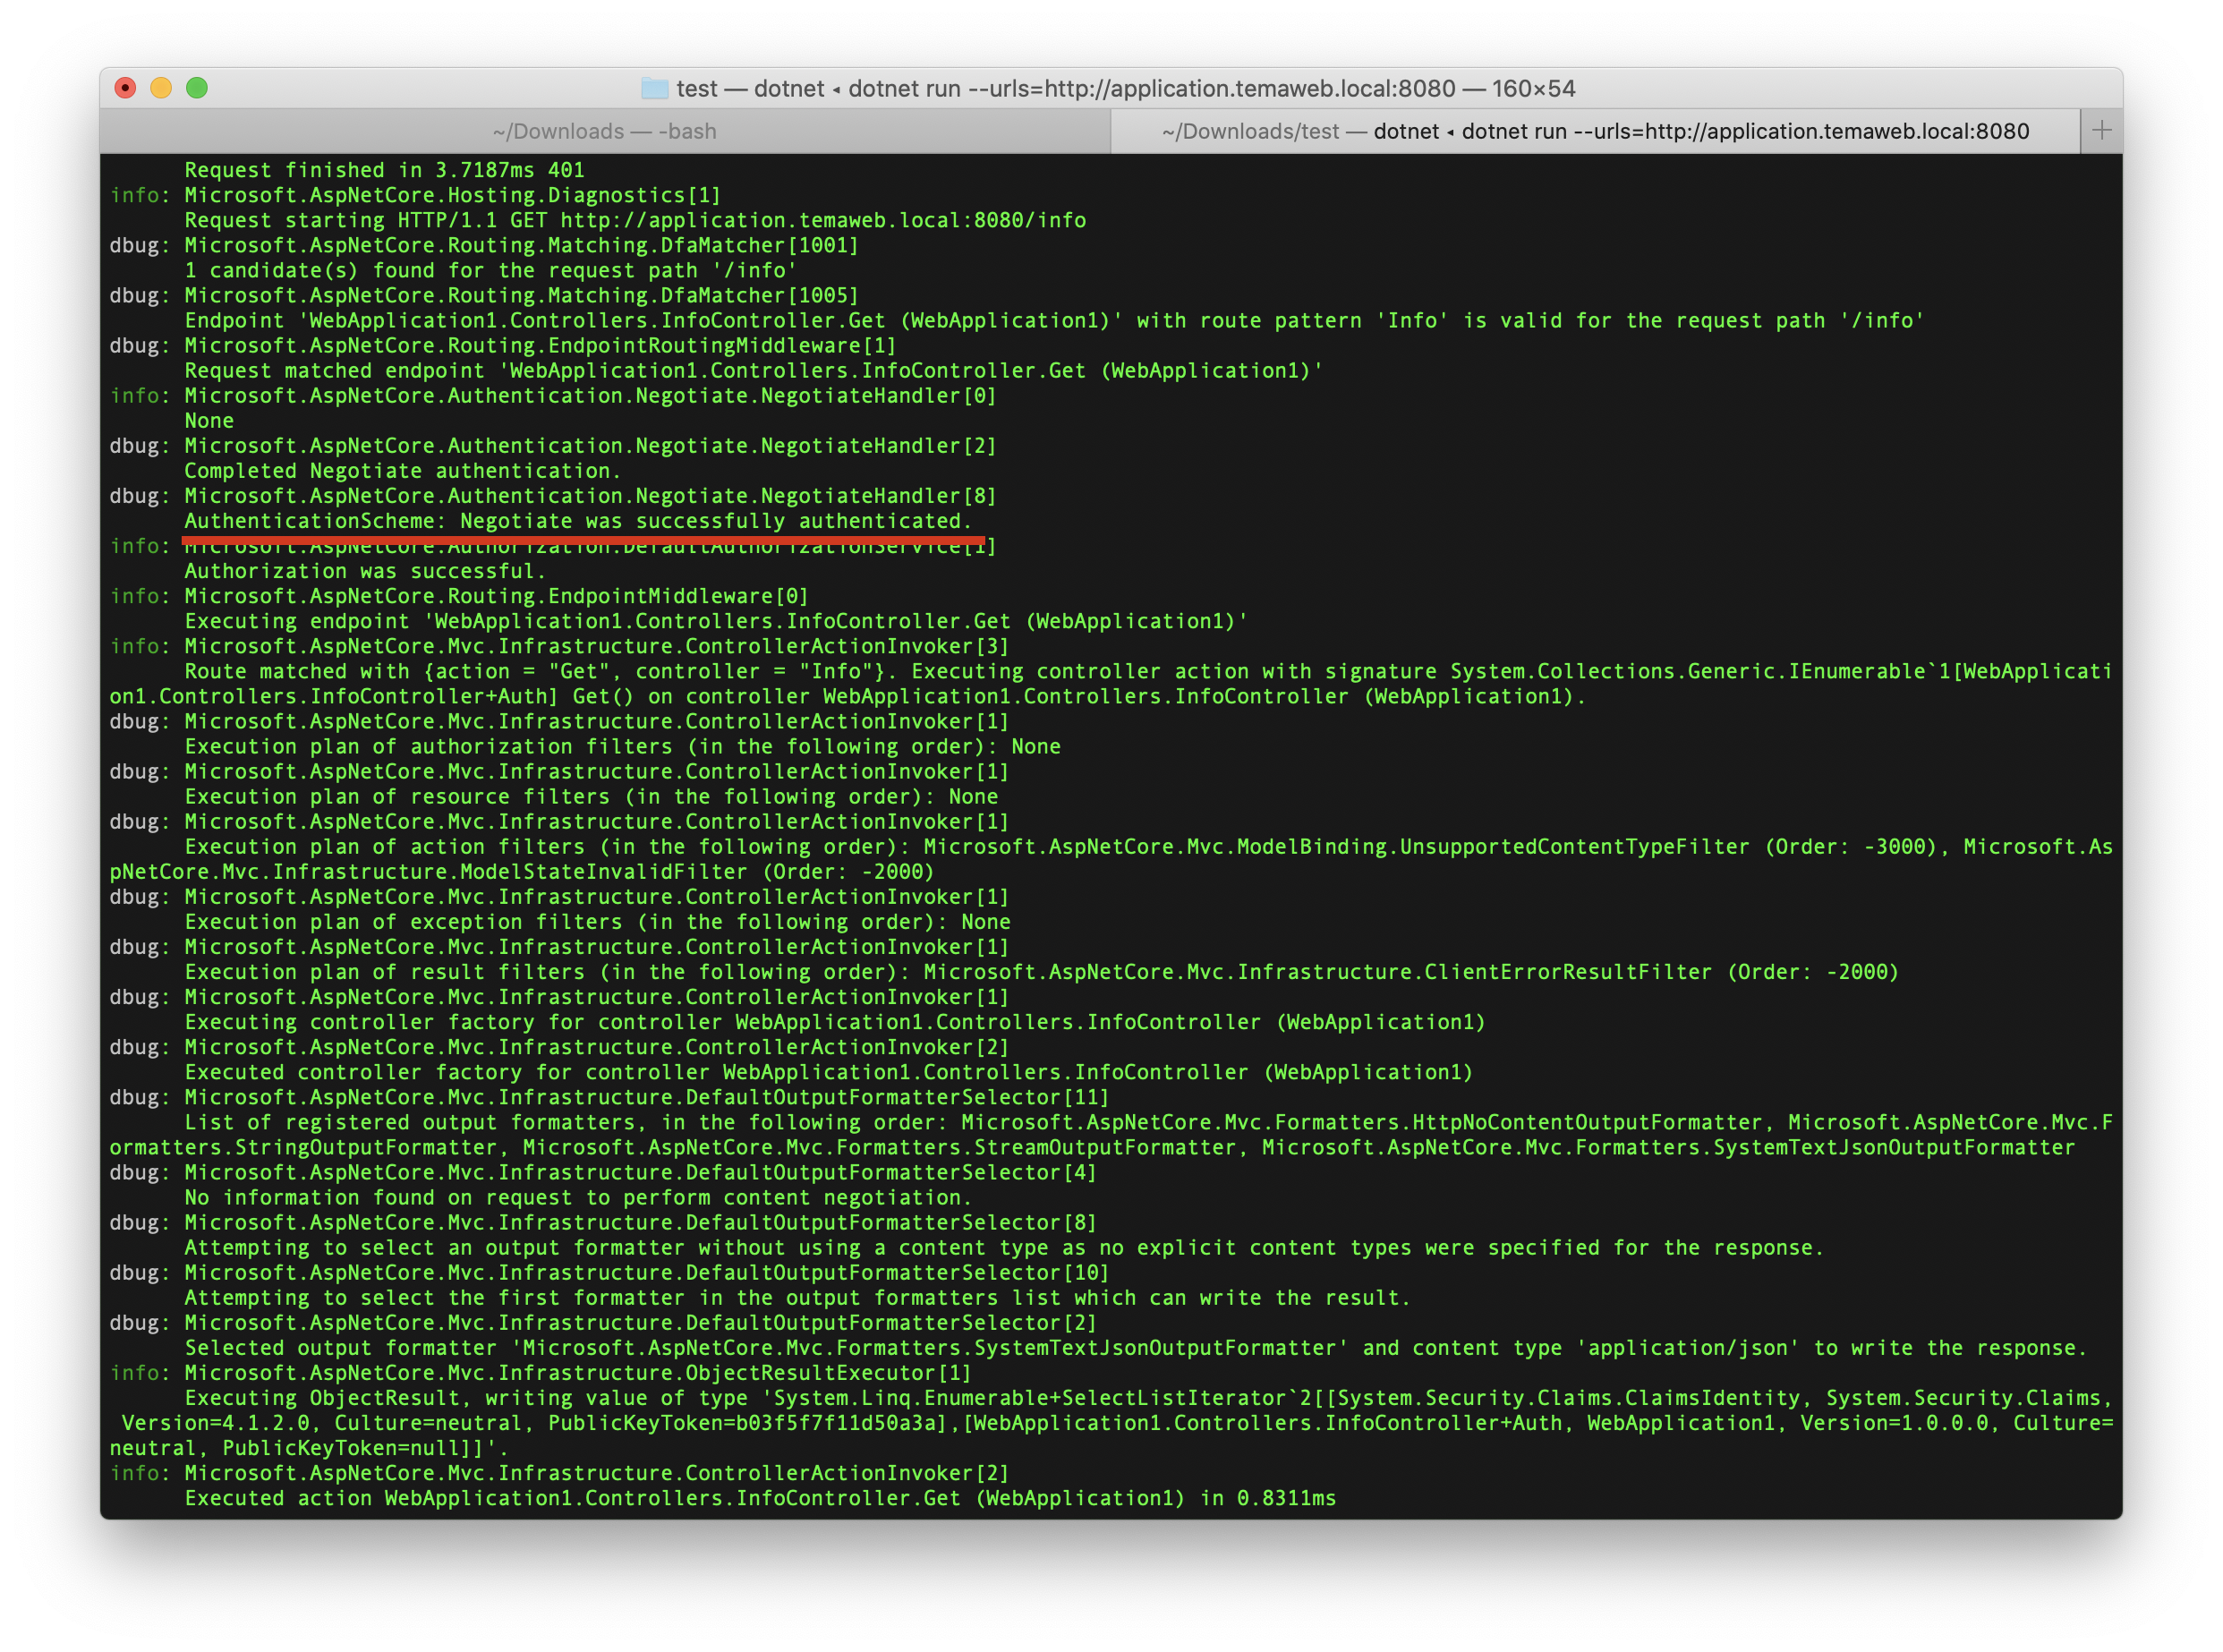 test — dotnet ◂ dotnet run --urls=http://application.temaweb.local:8080 — 160×54
~/Downloads — -bash
~/Downloads/test — dotnet ◂ dotnet run --urls=http://application.temaweb.local:8080
Request finished in 3.7187ms 401
info: Microsoft.AspNetCore.Hosting.Diagnostics[1]
Request starting HTTP/1.1 GET http://application.temaweb.local:8080/info
dbug: Microsoft.AspNetCore.Routing.Matching.DfaMatcher[1001]
1 candidate(s) found for the request path '/info'
dbug: Microsoft.AspNetCore.Routing.Matching.DfaMatcher[1005]
Endpoint 'WebApplication1.Controllers.InfoController.Get (WebApplication1)' with route pattern 'Info' is valid for the request path '/info'
dbug: Microsoft.AspNetCore.Routing.EndpointRoutingMiddleware[1]
Request matched endpoint 'WebApplication1.Controllers.InfoController.Get (WebApplication1)'
info: Microsoft.AspNetCore.Authentication.Negotiate.NegotiateHandler[0]
None
dbug: Microsoft.AspNetCore.Authentication.Negotiate.NegotiateHandler[2]
Completed Negotiate authentication.
dbug: Microsoft.AspNetCore.Authentication.Negotiate.NegotiateHandler[8]
AuthenticationScheme: Negotiate was successfully authenticated.
info: Microsoft.AspNetCore.Authorization.DefaultAuthorizationService[1]
Authorization was successful.
info: Microsoft.AspNetCore.Routing.EndpointMiddleware[0]
Executing endpoint 'WebApplication1.Controllers.InfoController.Get (WebApplication1)'
info: Microsoft.AspNetCore.Mvc.Infrastructure.ControllerActionInvoker[3]
Route matched with {action = "Get", controller = "Info"}. Executing controller action with signature System.Collections.Generic.IEnumerable`1[WebApplicati
on1.Controllers.InfoController+Auth] Get() on controller WebApplication1.Controllers.InfoController (WebApplication1).
dbug: Microsoft.AspNetCore.Mvc.Infrastructure.ControllerActionInvoker[1]
Execution plan of authorization filters (in the following order): None
dbug: Microsoft.AspNetCore.Mvc.Infrastructure.ControllerActionInvoker[1]
Execution plan of resource filters (in the following order): None
dbug: Microsoft.AspNetCore.Mvc.Infrastructure.ControllerActionInvoker[1]
Execution plan of action filters (in the following order): Microsoft.AspNetCore.Mvc.ModelBinding.UnsupportedContentTypeFilter (Order: -3000), Microsoft.As
pNetCore.Mvc.Infrastructure.ModelStateInvalidFilter (Order: -2000)
dbug: Microsoft.AspNetCore.Mvc.Infrastructure.ControllerActionInvoker[1]
Execution plan of exception filters (in the following order): None
dbug: Microsoft.AspNetCore.Mvc.Infrastructure.ControllerActionInvoker[1]
Execution plan of result filters (in the following order): Microsoft.AspNetCore.Mvc.Infrastructure.ClientErrorResultFilter (Order: -2000)
dbug: Microsoft.AspNetCore.Mvc.Infrastructure.ControllerActionInvoker[1]
Executing controller factory for controller WebApplication1.Controllers.InfoController (WebApplication1)
dbug: Microsoft.AspNetCore.Mvc.Infrastructure.ControllerActionInvoker[2]
Executed controller factory for controller WebApplication1.Controllers.InfoController (WebApplication1)
dbug: Microsoft.AspNetCore.Mvc.Infrastructure.DefaultOutputFormatterSelector[11]
List of registered output formatters, in the following order: Microsoft.AspNetCore.Mvc.Formatters.HttpNoContentOutputFormatter, Microsoft.AspNetCore.Mvc.F
ormatters.StringOutputFormatter, Microsoft.AspNetCore.Mvc.Formatters.StreamOutputFormatter, Microsoft.AspNetCore.Mvc.Formatters.SystemTextJsonOutputFormatter
dbug: Microsoft.AspNetCore.Mvc.Infrastructure.DefaultOutputFormatterSelector[4]
No information found on request to perform content negotiation.
dbug: Microsoft.AspNetCore.Mvc.Infrastructure.DefaultOutputFormatterSelector[8]
Attempting to select an output formatter without using a content type as no explicit content types were specified for the response.
dbug: Microsoft.AspNetCore.Mvc.Infrastructure.DefaultOutputFormatterSelector[10]
Attempting to select the first formatter in the output formatters list which can write the result.
dbug: Microsoft.AspNetCore.Mvc.Infrastructure.DefaultOutputFormatterSelector[2]
Selected output formatter 'Microsoft.AspNetCore.Mvc.Formatters.SystemTextJsonOutputFormatter' and content type 'application/json' to write the response.
info: Microsoft.AspNetCore.Mvc.Infrastructure.ObjectResultExecutor[1]
Executing ObjectResult, writing value of type 'System.Linq.Enumerable+SelectListIterator`2[[System.Security.Claims.ClaimsIdentity, System.Security.Claims,
Version=4.1.2.0, Culture=neutral, PublicKeyToken=b03f5f7f11d50a3a],[WebApplication1.Controllers.InfoController+Auth, WebApplication1, Version=1.0.0.0, Culture=
neutral, PublicKeyToken=null]]'.
info: Microsoft.AspNetCore.Mvc.Infrastructure.ControllerActionInvoker[2]
Executed action WebApplication1.Controllers.InfoController.Get (WebApplication1) in 0.8311ms